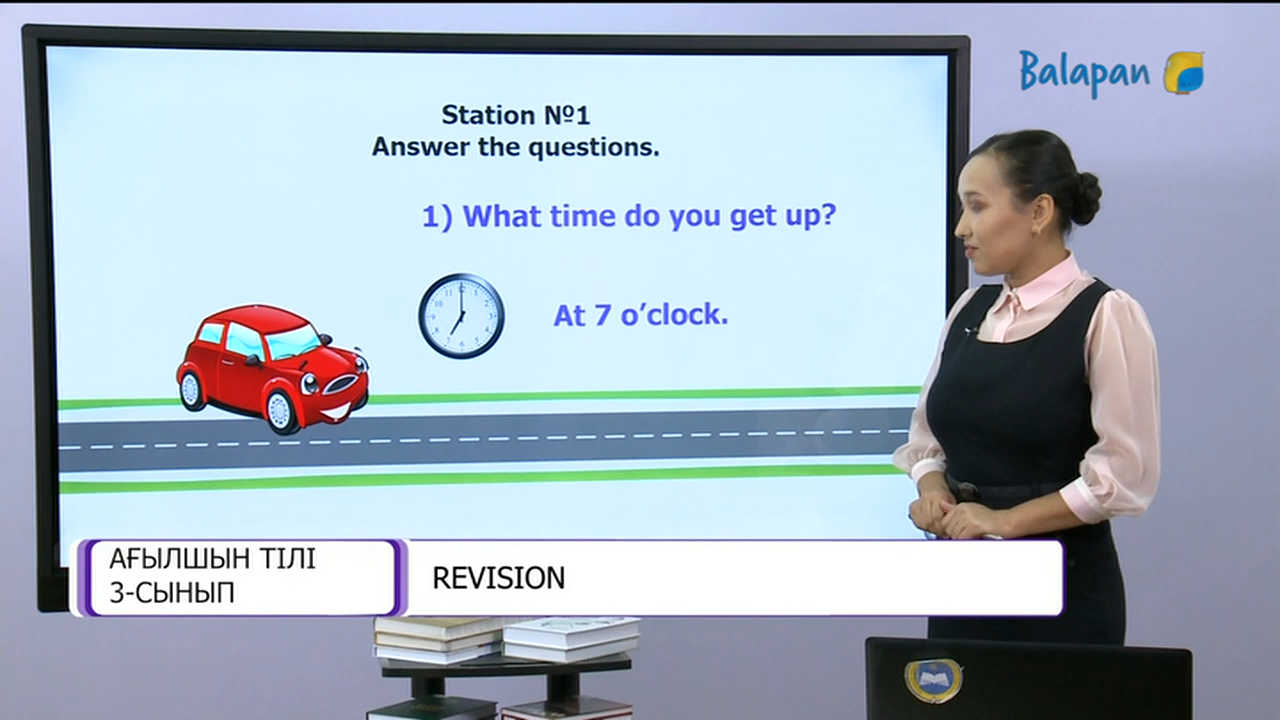 Balapan
Station №1
Answer the questions.
1) What time do you get up?
At 7 o’clock.
АҒЫЛШЫН ТІЛІ
3-СЫНЫП
REVISION